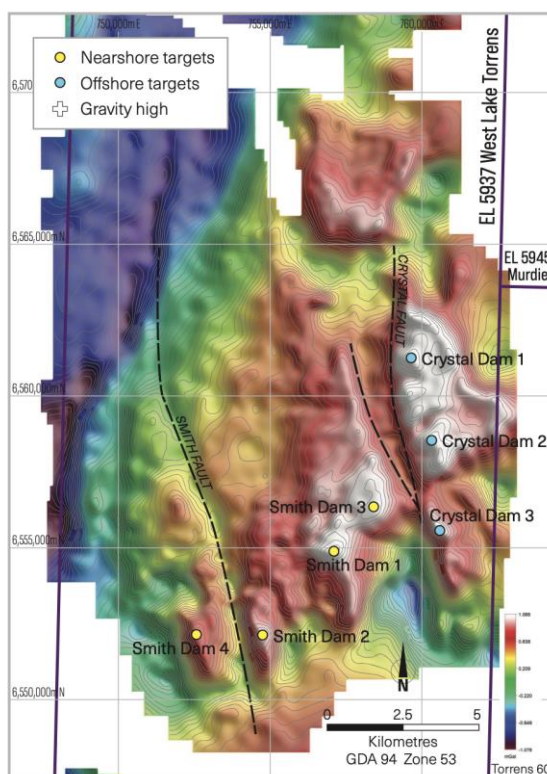 750,000mE
755,000mE
760,000mE
Nearshore targets
Offshore targets
Gravity high
EL 5937 West Lake Torrens
6,570
6,565,000mN
EL 5945
Murdie
CRYSTAL FAULT
Crystal Dam 1
6,560,000mN
Crystal Dam 2
SMITH FAULT
Smith Dam 3
Crystal Dam 3
6,555,000mN
Smith Dam 1
Smith Dam 4
Smith Dam 2
N
6,550,000mN
0 2.5 5
Kilometres
GDA 94 Zone 53
mGal
Torrens 60